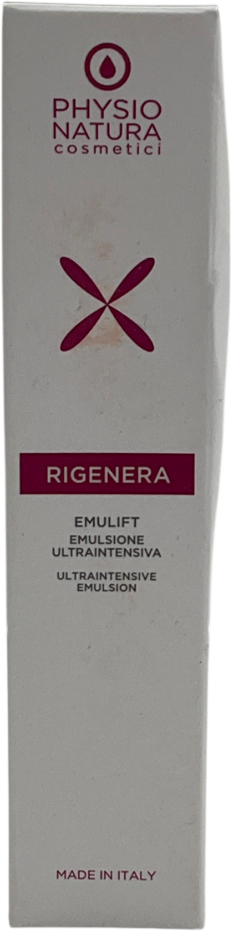 PHYSIO
NATURA
cosmetici
RIGENERA
EMULIFT
EMULSIONE
ULTRAINTENSIVA
ULTRAINTENSIVE
EMULSION
MADE IN ITALY